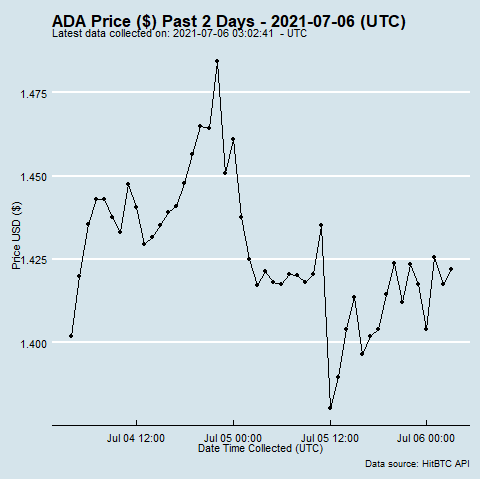 ADA Price ($) Past 2 Days - 2021-07-06 (UTC)
Latest data collected on: 2021-07-06 03:02:41 - UTC
1.475
1.450
1.425
1.400
Price USD ($)
Jul 04 12:00
Jul 05 00:00
Jul 05 12:00
Jul 06 00:00
Date Time Collected (UTC)
Data source: HitBTC API